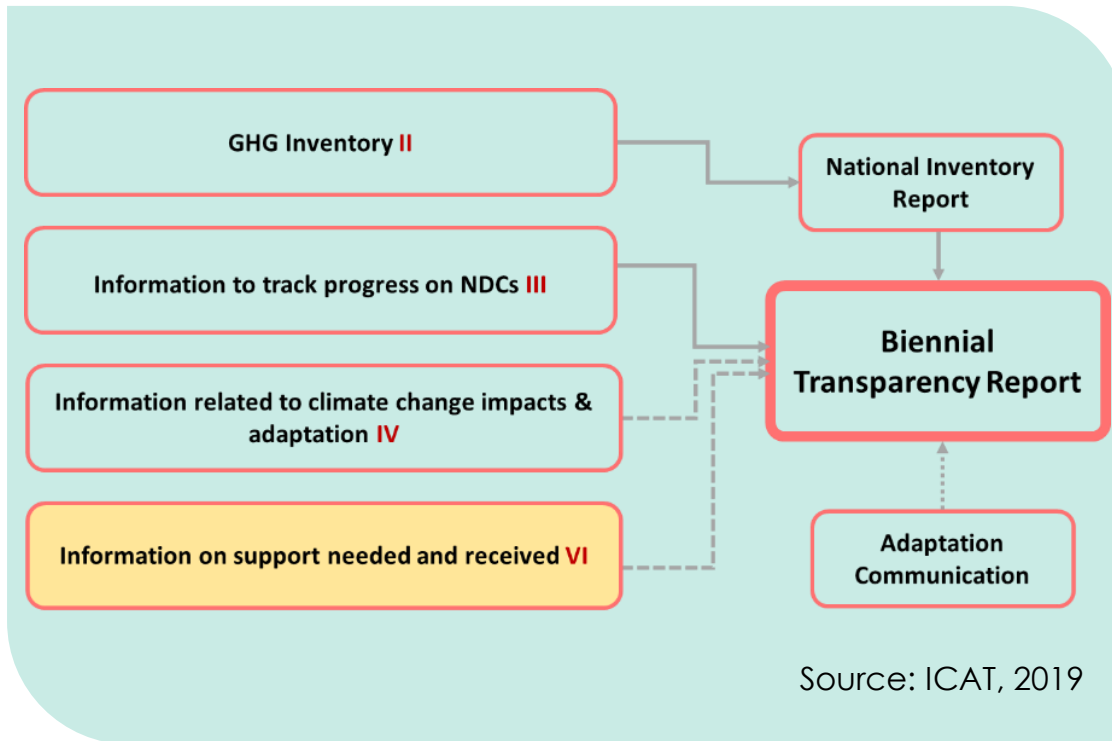 GHG Inventory II
National Inventory
Report
Information to track progress on NDCs III
Biennial
Transparency Report
Information related to climate change impacts &
adaptation IV
Information on support needed and received VI
Adaptation
Communication
Source: ICAT, 2019